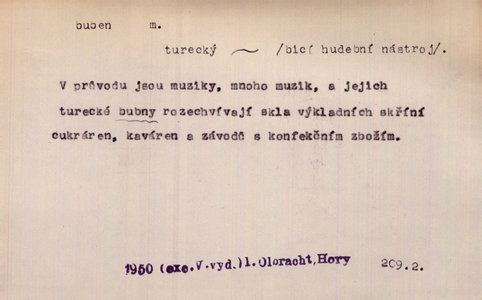 buben m.
turecký ~ /bicí hudební nástroj/.
V průvodu jsou muziky, mnoho muzik, a jejich
turecké bubny rozechvívají skla výkladních skříní
cukráren, kaváren a závodů s konfekčním zbožím.
1950 (exc.V.vyd.)I.Olbracht,Hory 209.2.